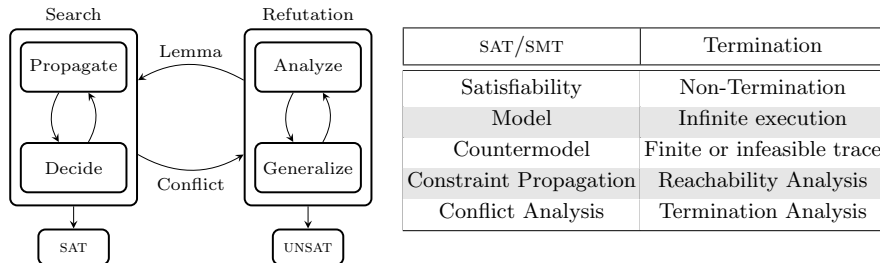 Search
Refutation
Propagate
Lemma
Analyze
Decide
Conflict
Generalize
SAT
UNSAT
SAT/SMT Termination
Satisfiability Non-Termination
Model Infinite execution
Countermodel Finite or infeasible trace
Constraint Propagation Reachability Analysis
Conflict Analysis Termination Analysis